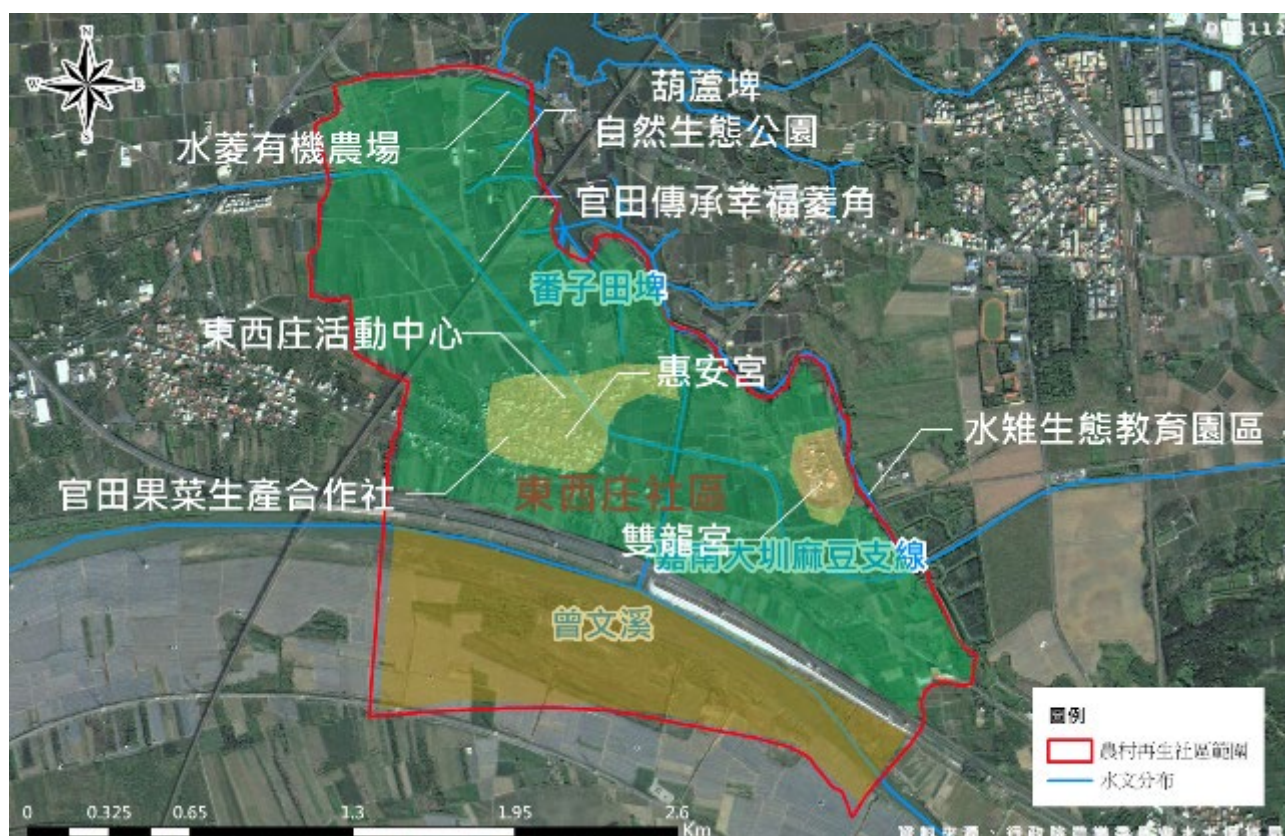 N
W
E
S
112
葫蘆埤
自然生態公園
水菱有機農場
官田傳承幸福菱角
番子田埤
東西庄活動中心
惠安宮
水雉生態教育園區
官田果菜生產合作社
東西庄社區
雙龍宮
嘉南大圳麻豆支線
曾文溪
圖例
農村再生社區範圍
水文分布
0 0.325 0.65 1.3 1.95 2.6
Km